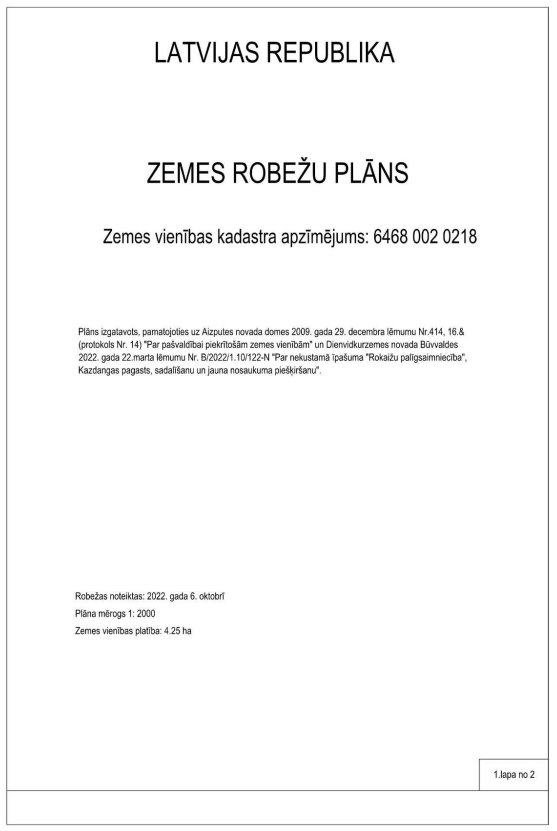 LATVIJAS REPUBLIKA
ZEMES ROBEŽU PLĀNS
Zemes vienības kadastra apzīmējums: 6468 002 0218
Plāns izgatavots, pamatojoties uz Aizputes novada domes 2009. gada 29. decembra lēmumu Nr.414, 16.&
(protokols Nr. 14) "Par pašvaldībai piekrītošām zemes vienībām" un Dienvidkurzemes novada Būvvaldes
2022. gada 22.marta lēmumu Nr. B/2022/1.10/122-N "Par nekustamā īpašuma "Rokaižu palīgsaimniecība",
Kazdangas pagasts, sadalīšanu un jauna nosaukuma piešķiršanu".
Robežas noteiktas: 2022. gada 6. oktobrī
Plāna mērogs 1: 2000
Zemes vienības platība: 4.25 ha
1.lapa no 2